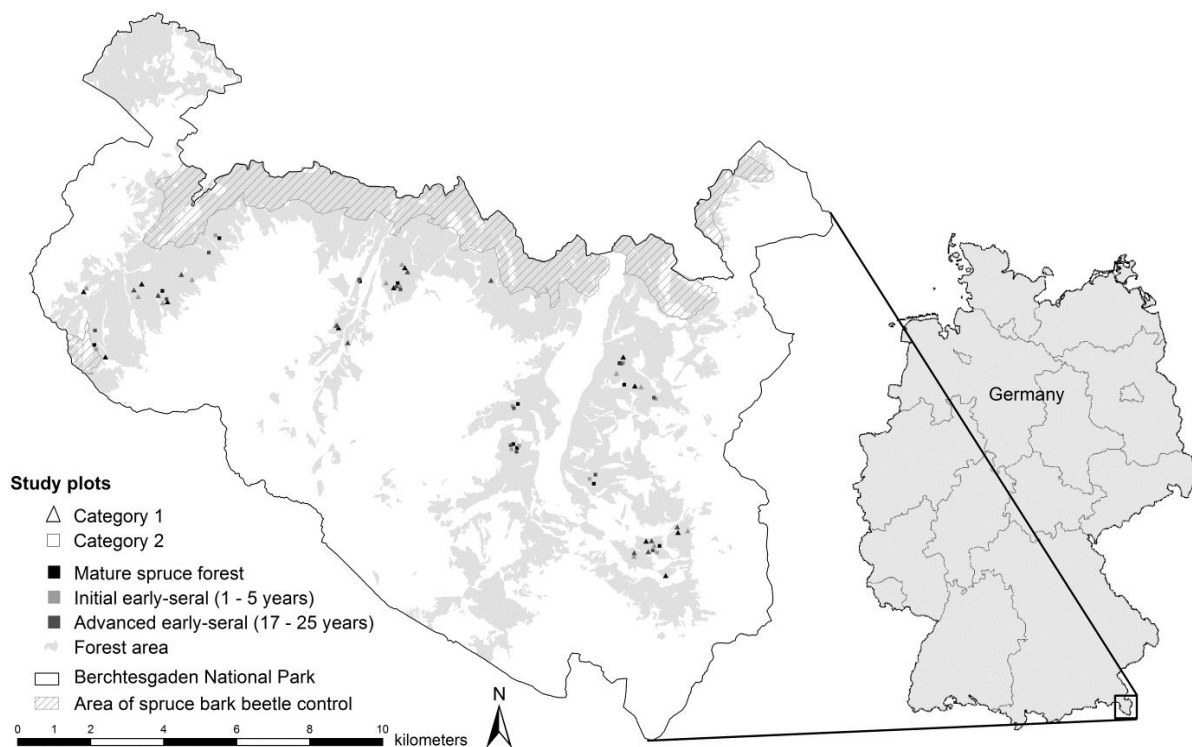 Germany
Study plots
Category 1
Category 2
Mature spruce forest
Initial early-seral (1 - 5 years)
Advanced early-seral (17 - 25 years)
Forest area
Berchtesgaden National Park
Area of spruce bark beetle control
N
0 2 4 6 8 10
kilometers